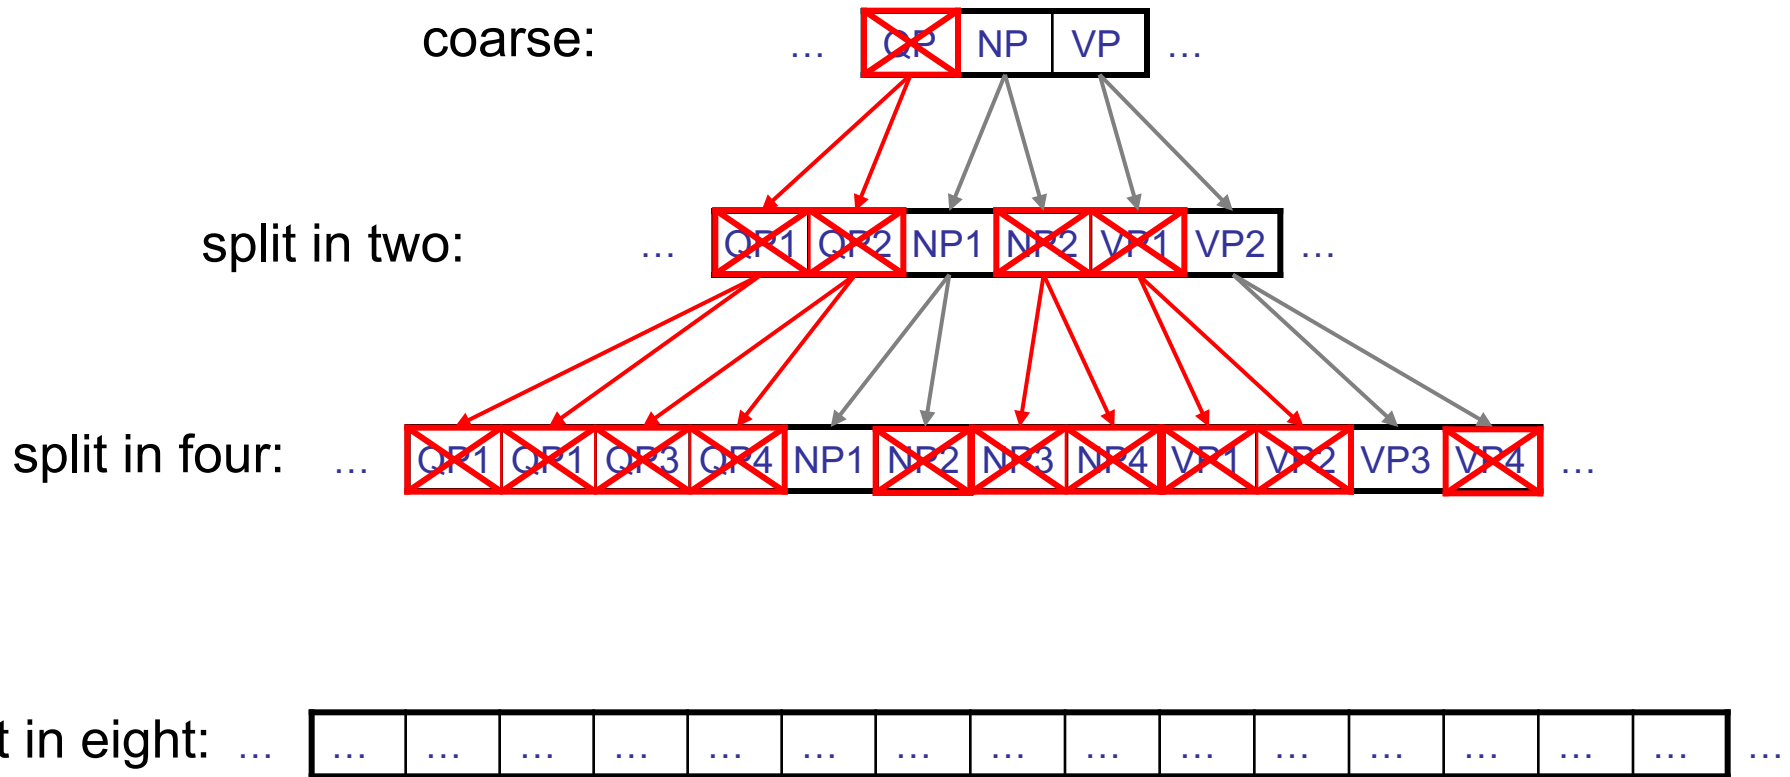 coarse: … QP NP VP …
split in two: … QP1 QP2 NP1 NP2 VP1 VP2 …
split in four: … QP1 QP1 QP3 QP4 NP1 NP2 NP3 NP4 VP1 VP2 VP3 VP4 …
t in eight: … … … … … … … … … … … … … … … … …